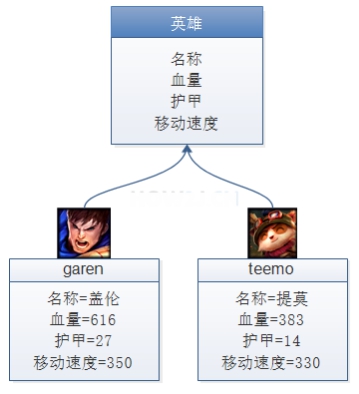 英雄
名称
血量
护甲
移动速度
garen
名称=盖伦
血量=616
护甲=27
移动速度=350
teemo
名称=提莫
血量=383
护甲=14
移动速度=330